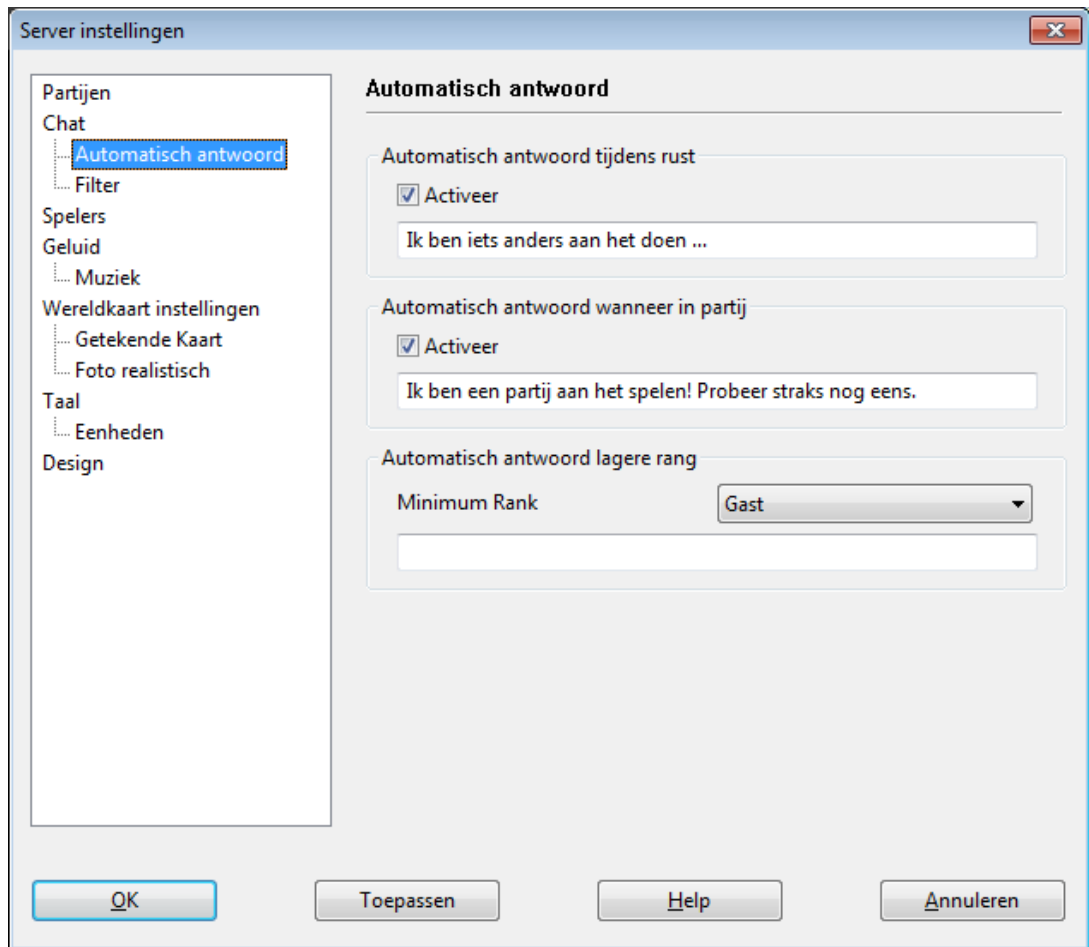 Server instellingen
Partijen
Chat
Automatisch antwoord
Filter
Spelers
Geluid
Muziek
Wereldkaart instellingen
Getekende Kaart
Foto realistisch
Taal
Eenheden
Design
Automatisch antwoord
Automatisch antwoord tijdens rust
Activeer
Ik ben iets anders aan het doen ...
Automatisch antwoord wanneer in partij
Activeer
Ik ben een partij aan het spelen! Probeer straks nog eens.
Automatisch antwoord lagere rang
Minimum Rank Gast
OK Toepassen Help Annuleren